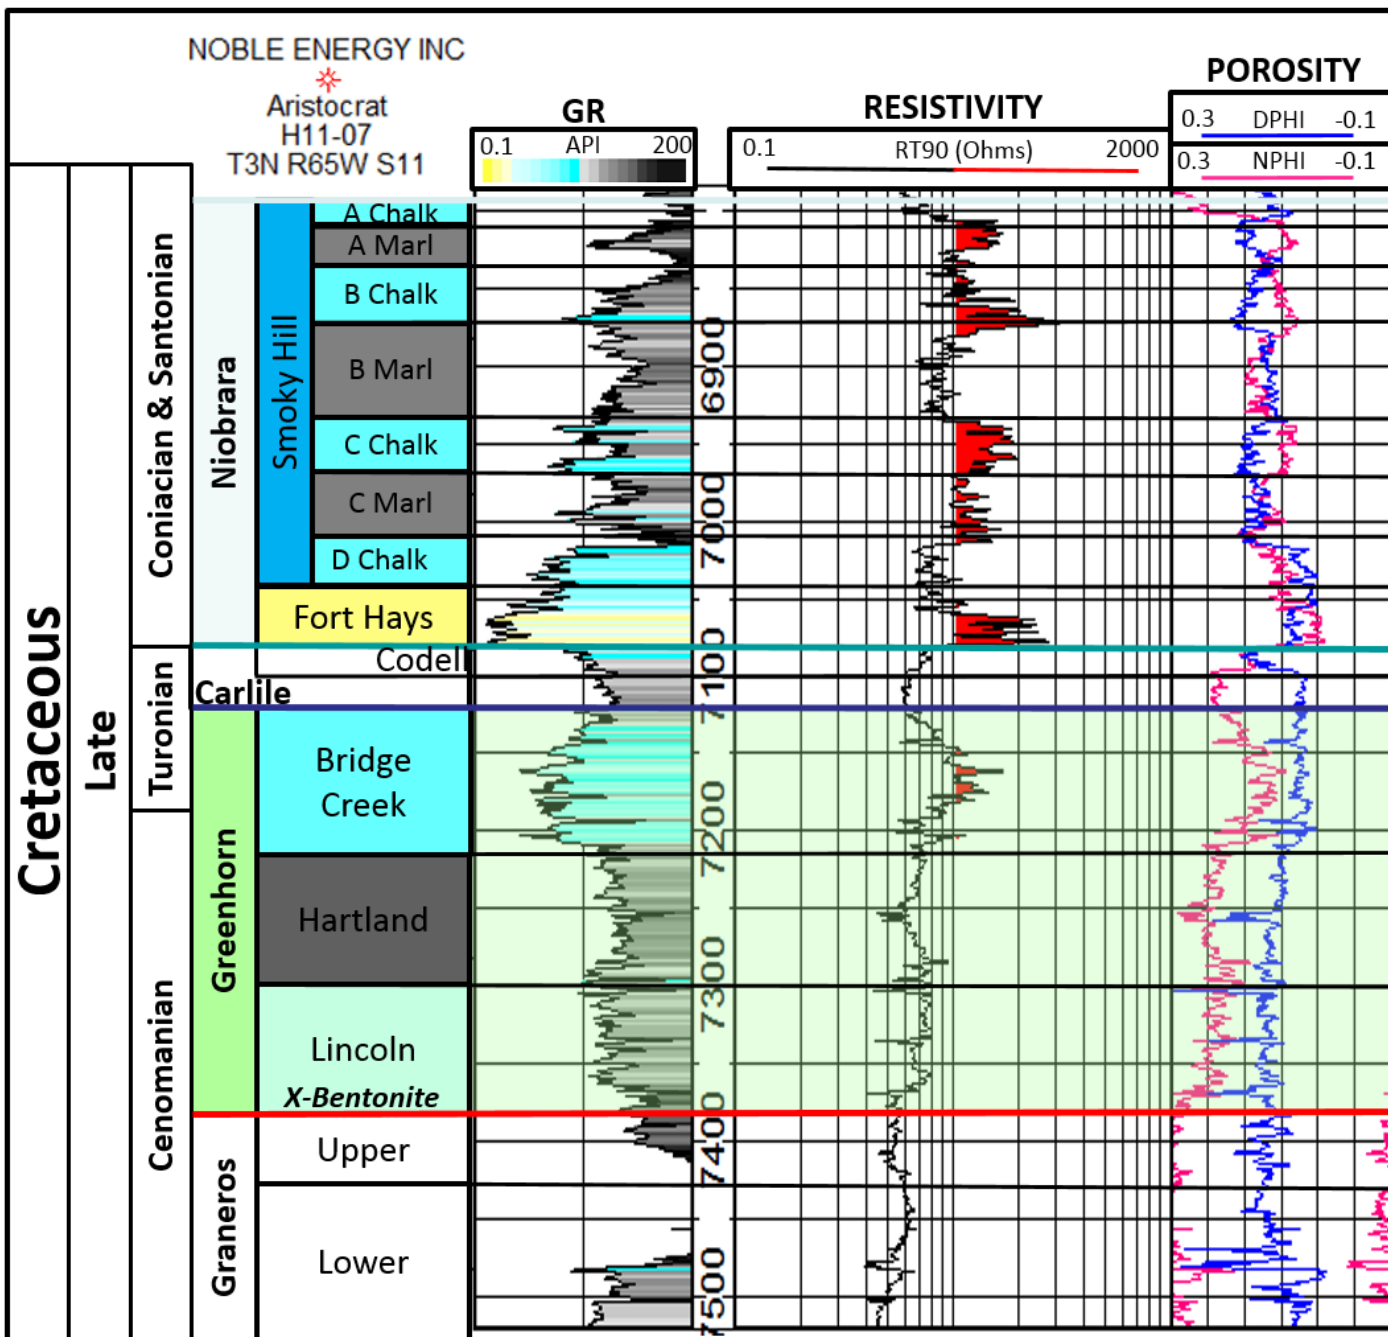 NOBLE ENERGY INC
Aristocrat
H11-07
T3N R65W S11
GR
0.1 API 200
RESISTIVITY
0.1 RT90 (Ohms) 2000
POROSITY
0.3 DPHI -0.1
0.3 NPHI -0.1
Cretaceous
Late
Coniacian & Santonian
Turonian
Cenomanian
Niobrara
Smoky Hill
A Chalk
A Marl
B Chalk
B Marl
C Chalk
C Marl
D Chalk
Fort Hays
Codell
Carlile
Greenhorn
Bridge
Creek
Hartland
Lincoln
X-Bentonite
Graneros
Upper
Lower
6900
7000
7100
7200
7300
7400
7500